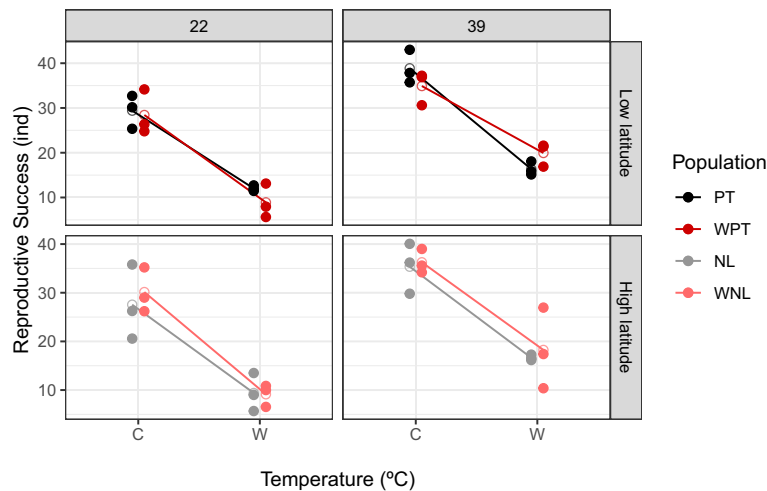 22
39
40
30
20
10
Low latitude
40
30
20
10
High latitude
Reproductive Success (ind)
C
W
C
W
Temperature (ºC)
Population
PT
WPT
NL
WNL